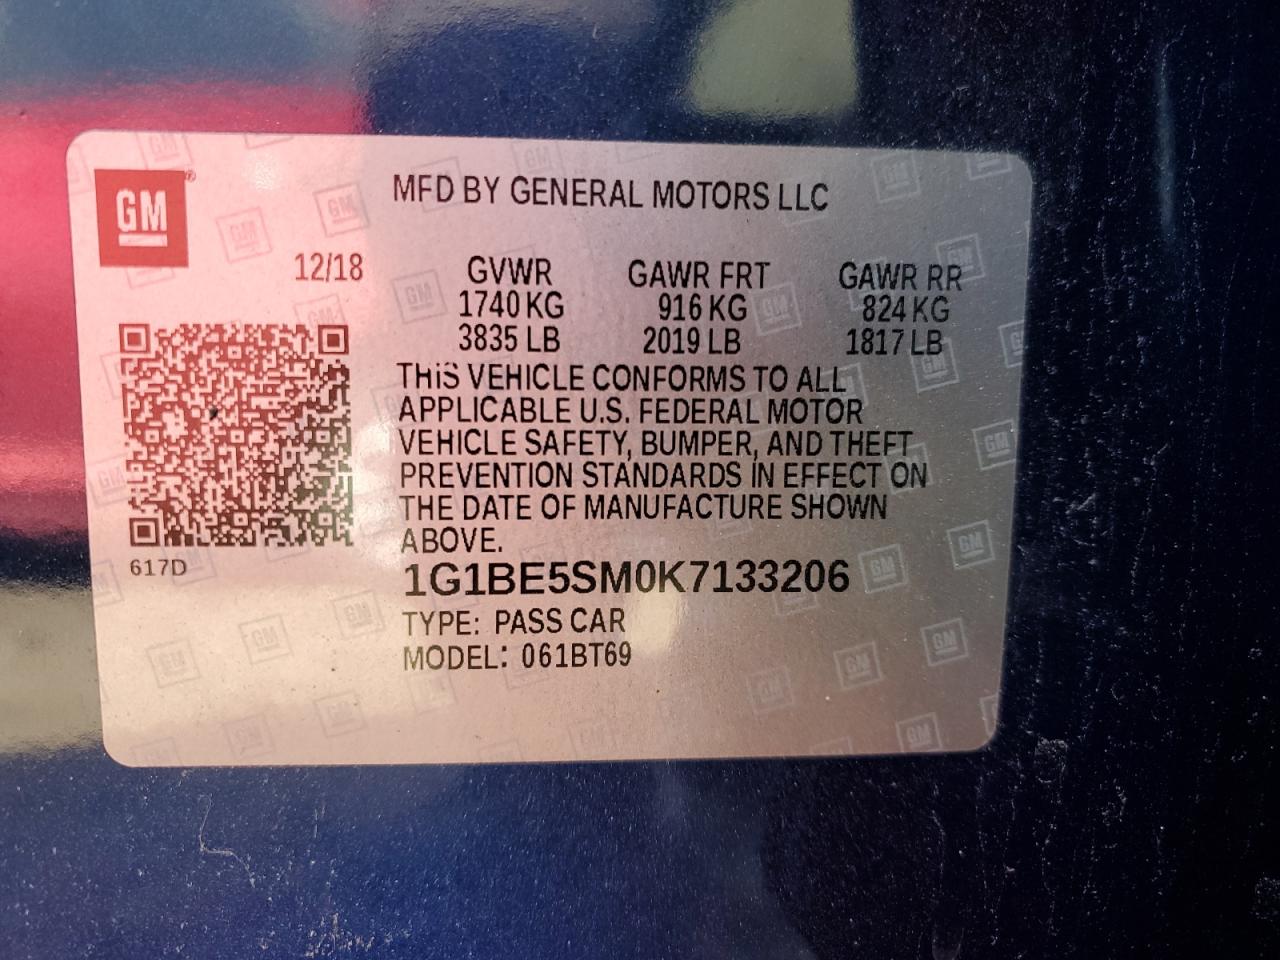 GM
MFD BY GENERAL MOTORS LLC
12/18
GVWR GAWR FRT GAWR RR
1740 KG 916 KG 824 KG
3835 LB 2019 LB 1817 LB
THIS VEHICLE CONFORMS TO ALL
APPLICABLE U.S. FEDERAL MOTOR
VEHICLE SAFETY, BUMPER, AND THEFT
PREVENTION STANDARDS IN EFFECT ON
THE DATE OF MANUFACTURE SHOWN
ABOVE.
617D
1G1BE5SM0K7133206
TYPE: PASS CAR
MODEL: 061BT69